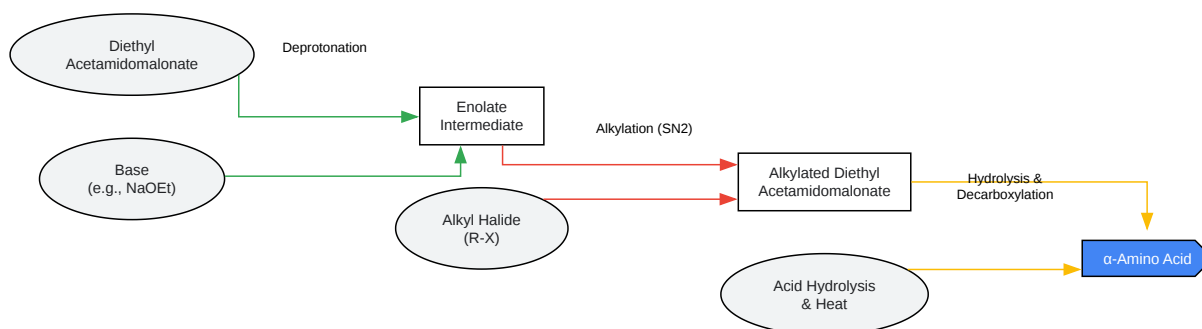 Diethyl
Acetamidomalonate
Deprotonation
Base
(e.g., NaOEt)
Enolate
Intermediate
Alkylation (SN2)
Alkyl Halide
(R-X)
Alkylated Diethyl
Acetamidomalonate
Hydrolysis &
Decarboxylation
Acid Hydrolysis
& Heat
α-Amino Acid